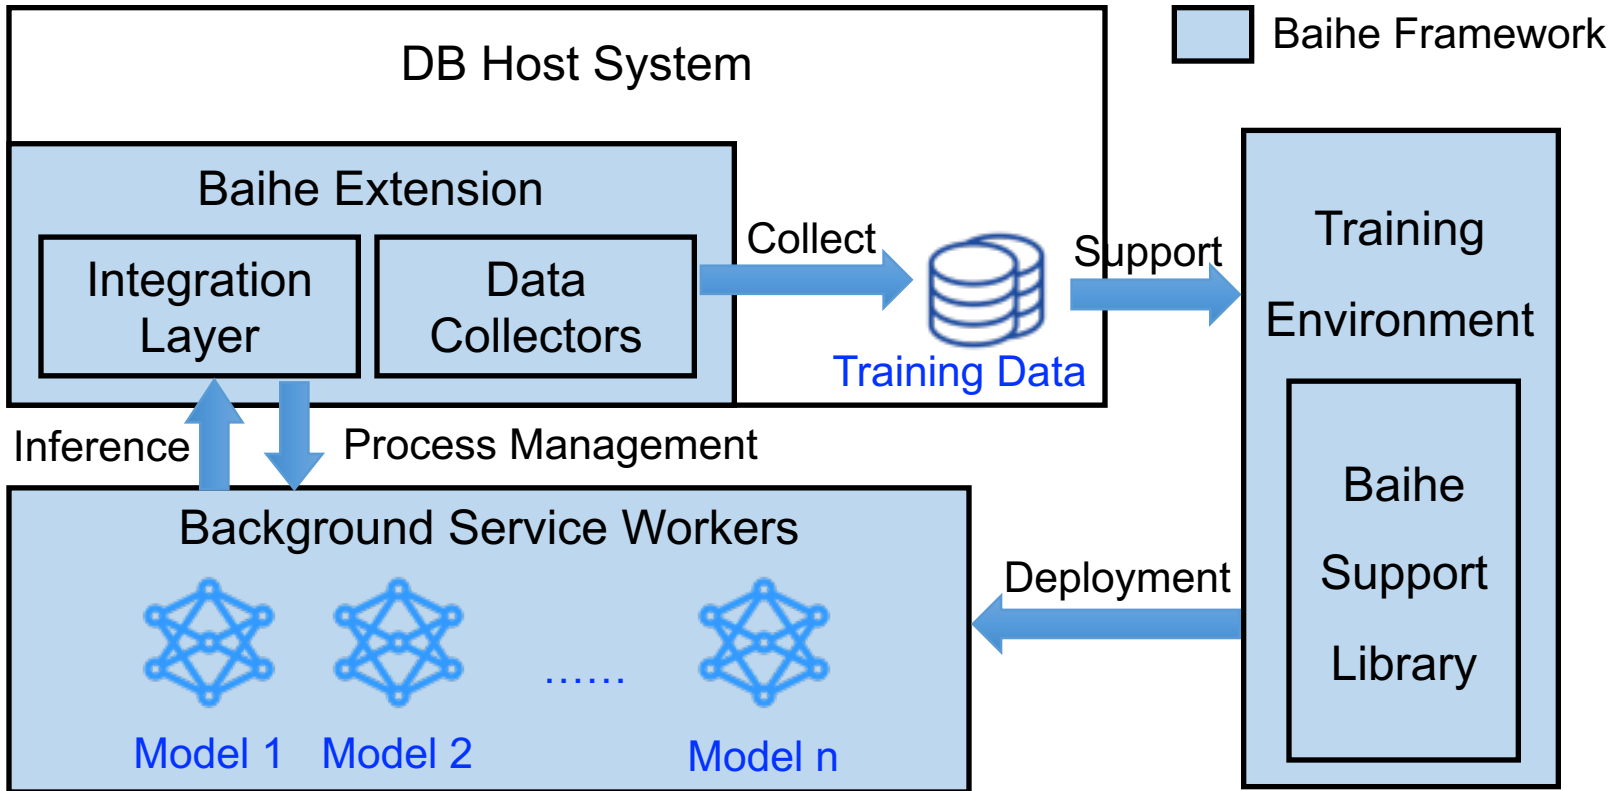 DB Host System
Baihe Framework
Baihe Extension
Integration
Layer
Data
Collectors
Collect
Training Data
Support
Training
Environment
Baihe
Support
Library
Inference
Process Management
Background Service Workers
Deployment
Model 1
Model 2
......
Model n